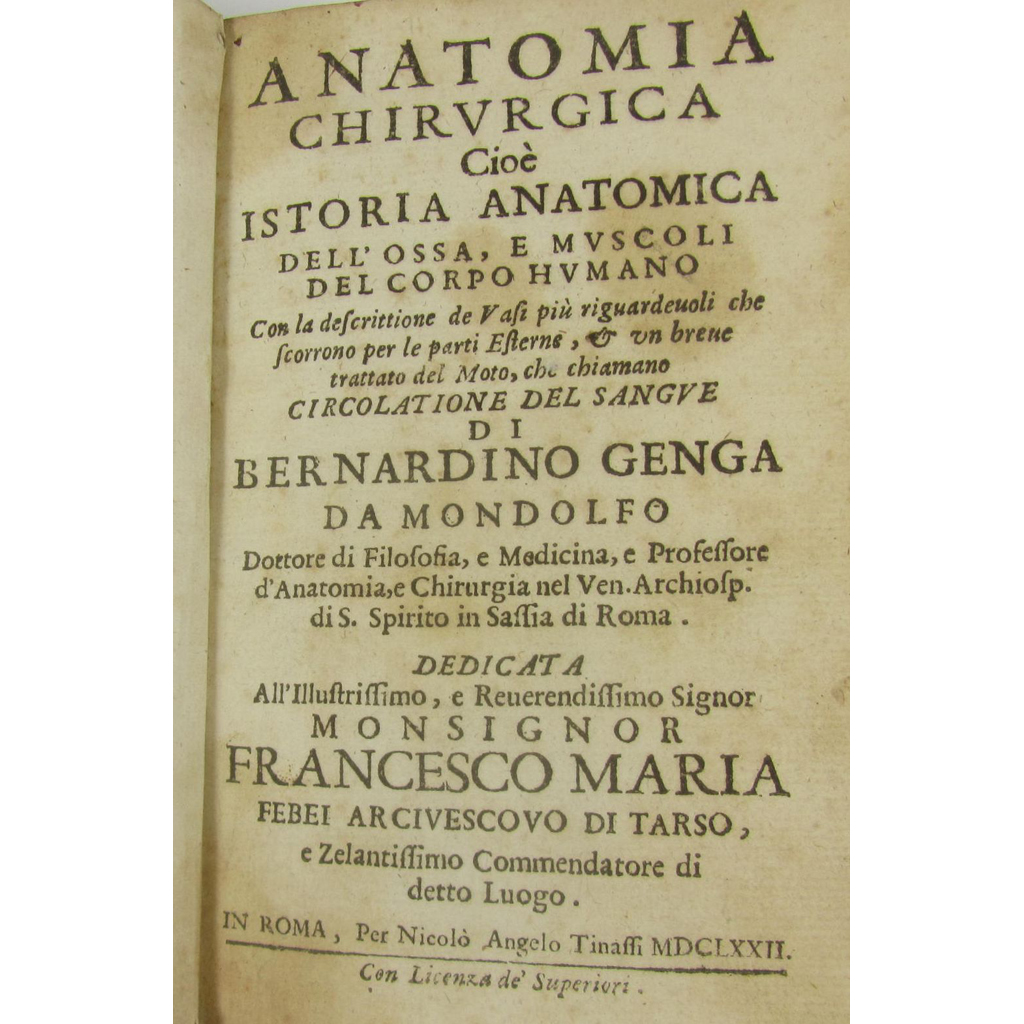 ANATOMIA
CHIRVRGICA
Cioè
ISTORIA ANATOMICA
DELL' OSSA, E MVSCOLI
DEL CORPO HVMANO
Con la deſcrittione de Vaſi più riguardeuoli che
ſcorrono per le parti Eſterne, & vn breue
trattato del Moto, che chiamano
CIRCOLATIONE DEL SANGVE
DI
BERNARDINO GENGA
DA MONDOLFO
Dottore di Filoſofia, e Medicina, e Profeſſore
d'Anatomia, e Chirurgia nel Ven. Archioſp.
di S. Spirito in Saſſia di Roma.
DEDICATA
All'Illuſtriſſimo, e Reuerendiſſimo Signor
MONSIGNOR
FRANCESCO MARIA
FEBEI ARCIVESCOVO DI TARSO,
e Zelantiſſimo Commendatore di
detto Luogo.
IN ROMA, Per Nicolò Angelo Tinaſſi MDCLXXII.
Con Licenza de' Superiori.